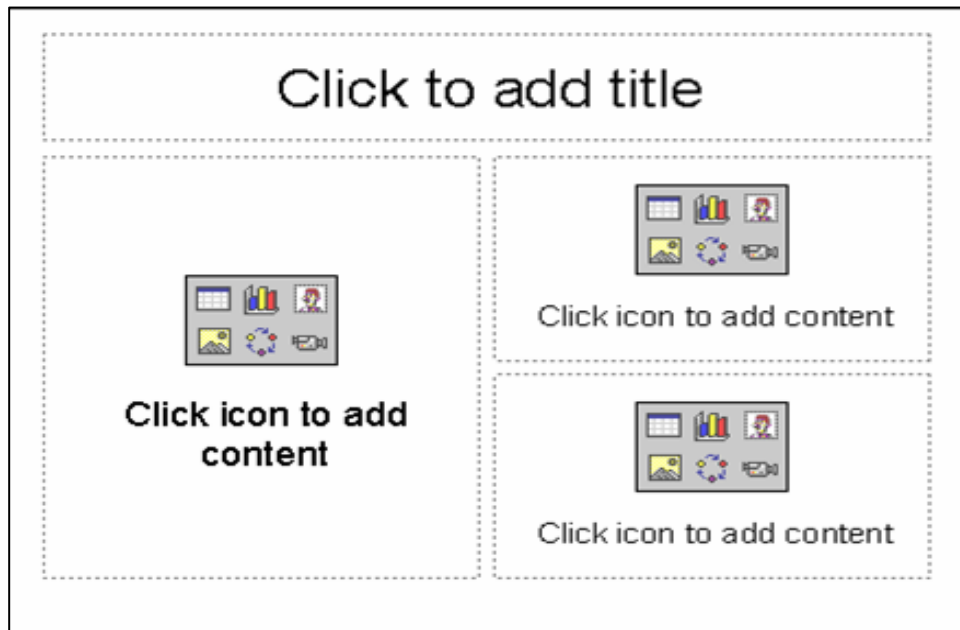 Click to add title
Click icon to add
content
Click icon to add content
Click icon to add content